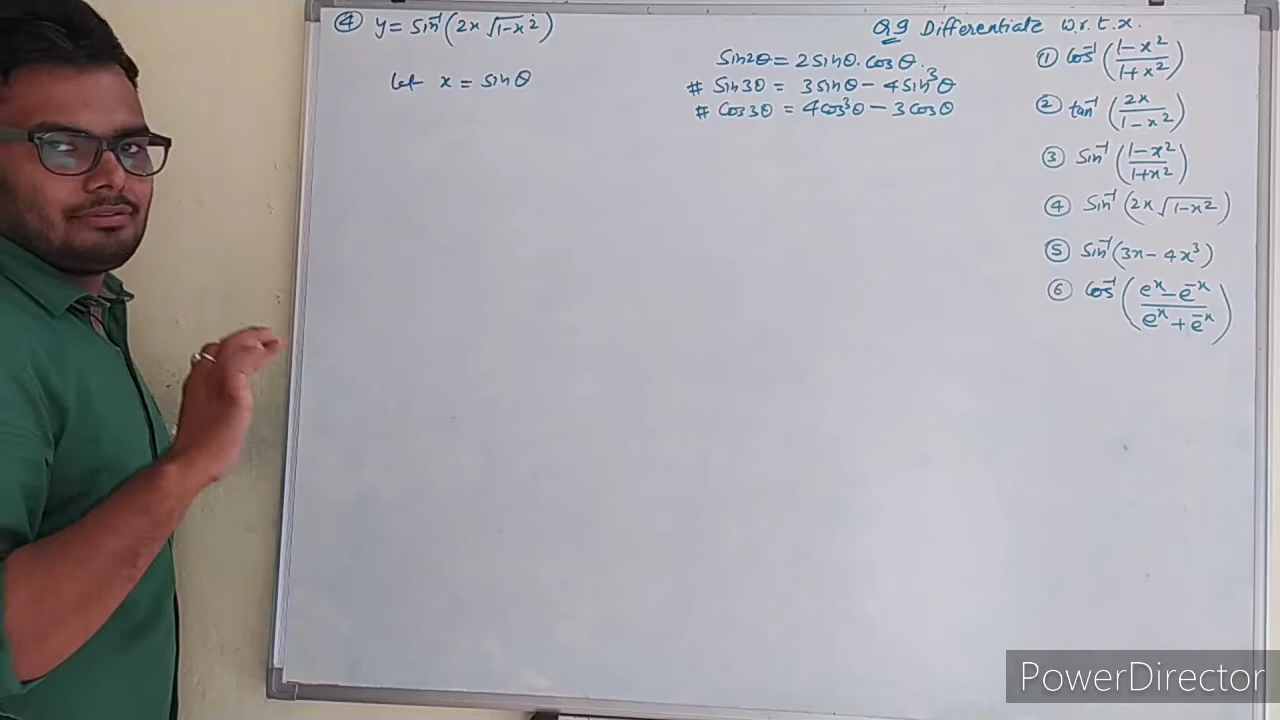 ④ y = Sin⁻¹(2x √1-x²)
Let x = sinθ
Sin2θ = 2sinθ.cosθ.
# Sin3θ = 3sinθ - 4sin³θ
# Cos3θ = 4cos³θ - 3cosθ
Q9 Differentiate w.r.t.x.
① Cos⁻¹((1-x²)/(1+x²))
② tan⁻¹(2x/(1-x²))
③ Sin⁻¹((1-x²)/(1+x²))
④ Sin⁻¹(2x √1-x²)
⑤ Sin⁻¹(3x-4x³)
⑥ Cos⁻¹((eˣ-e⁻ˣ)/(eˣ+e⁻ˣ))
PowerDirector